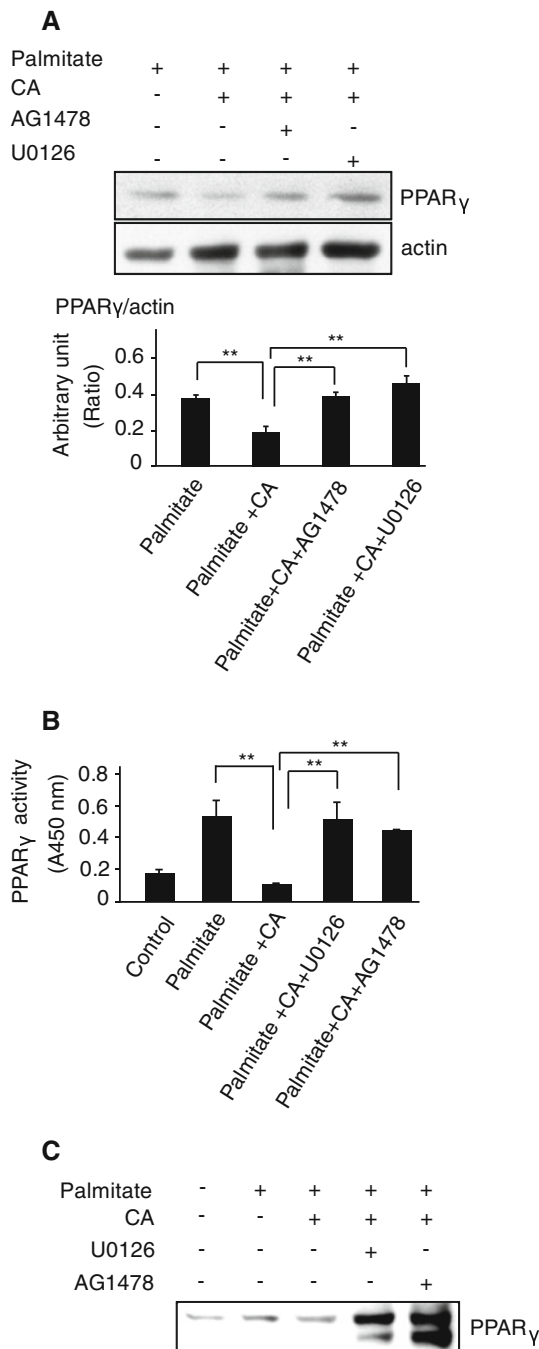 A
Palmitate + + + +
CA - + + +
AG1478 - - + -
U0126 - - - +
PPARγ
actin
PPARγ/actin
Arbitrary unit
(Ratio)
0.6
0.4
0.2
0
**
**
**
Palmitate
Palmitate +CA
Palmitate+CA+AG1478
Palmitate +CA+U0126
B
PPARγ activity
(A450 nm)
0.8
0.6
0.4
0.2
0
**
**
**
Control
Palmitate
Palmitate +CA
Palmitate +CA+U0126
Palmitate+CA+AG1478
C
Palmitate - + + + +
CA - - + + +
U0126 - - - + -
AG1478 - - - - +
PPARγ